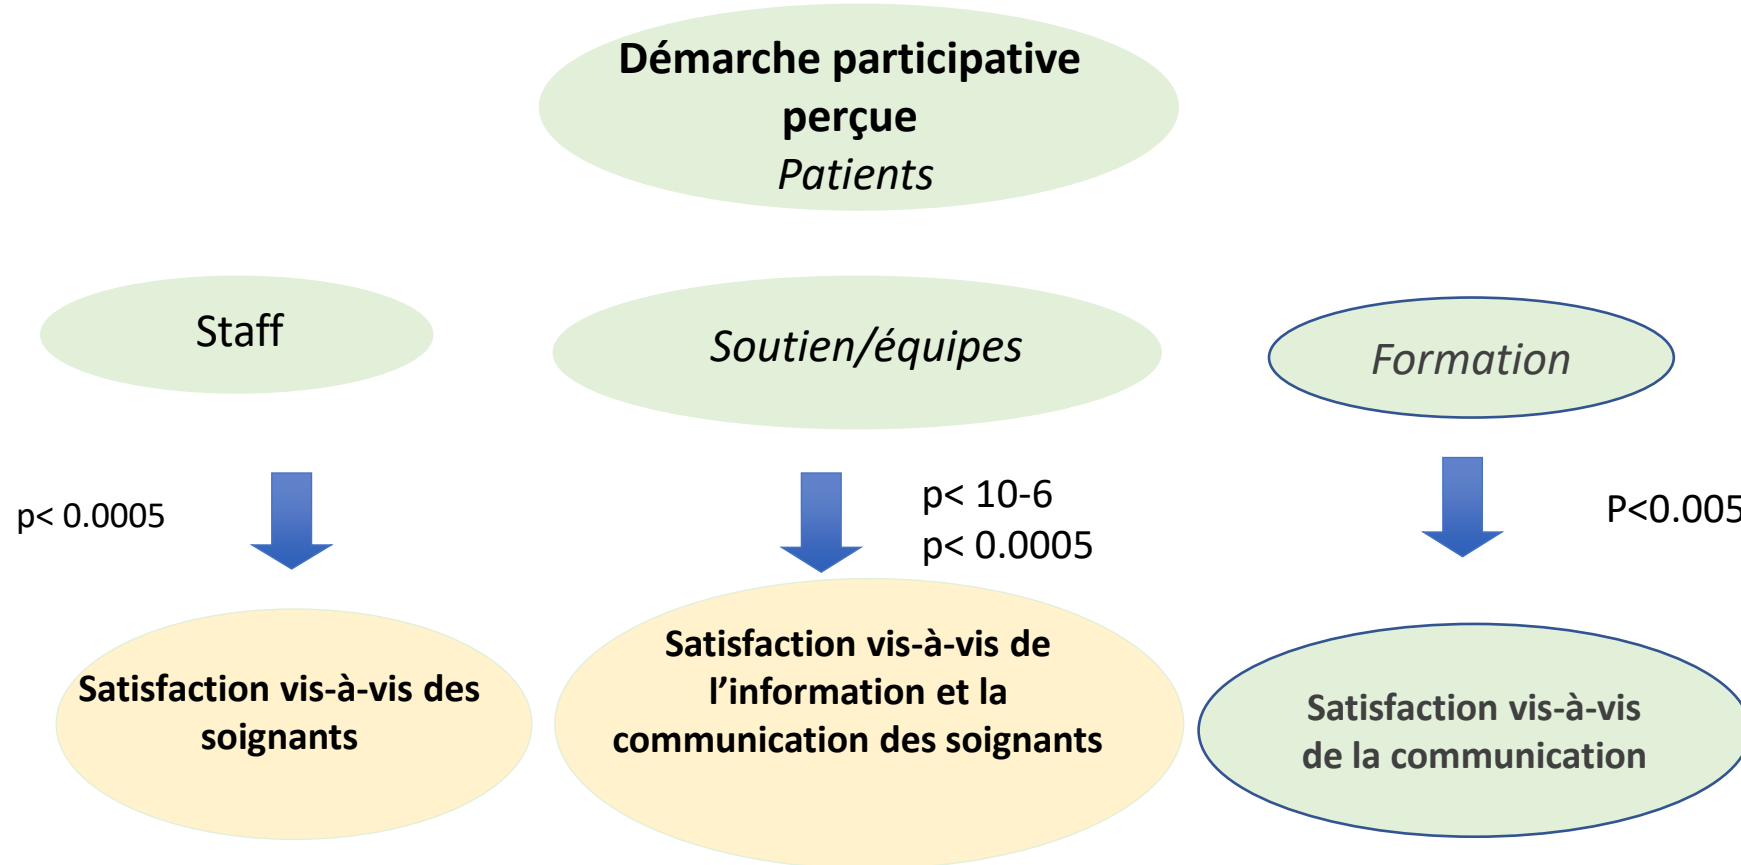 Démarche participative
perçue
Patients
Staff
Soutien/équipes
Formation
p< 0.0005
p< 10-6
p< 0.0005
P<0.005
Satisfaction vis-à-vis des
soignants
Satisfaction vis-à-vis de
l’information et la
communication des soignants
Satisfaction vis-à-vis
de la communication